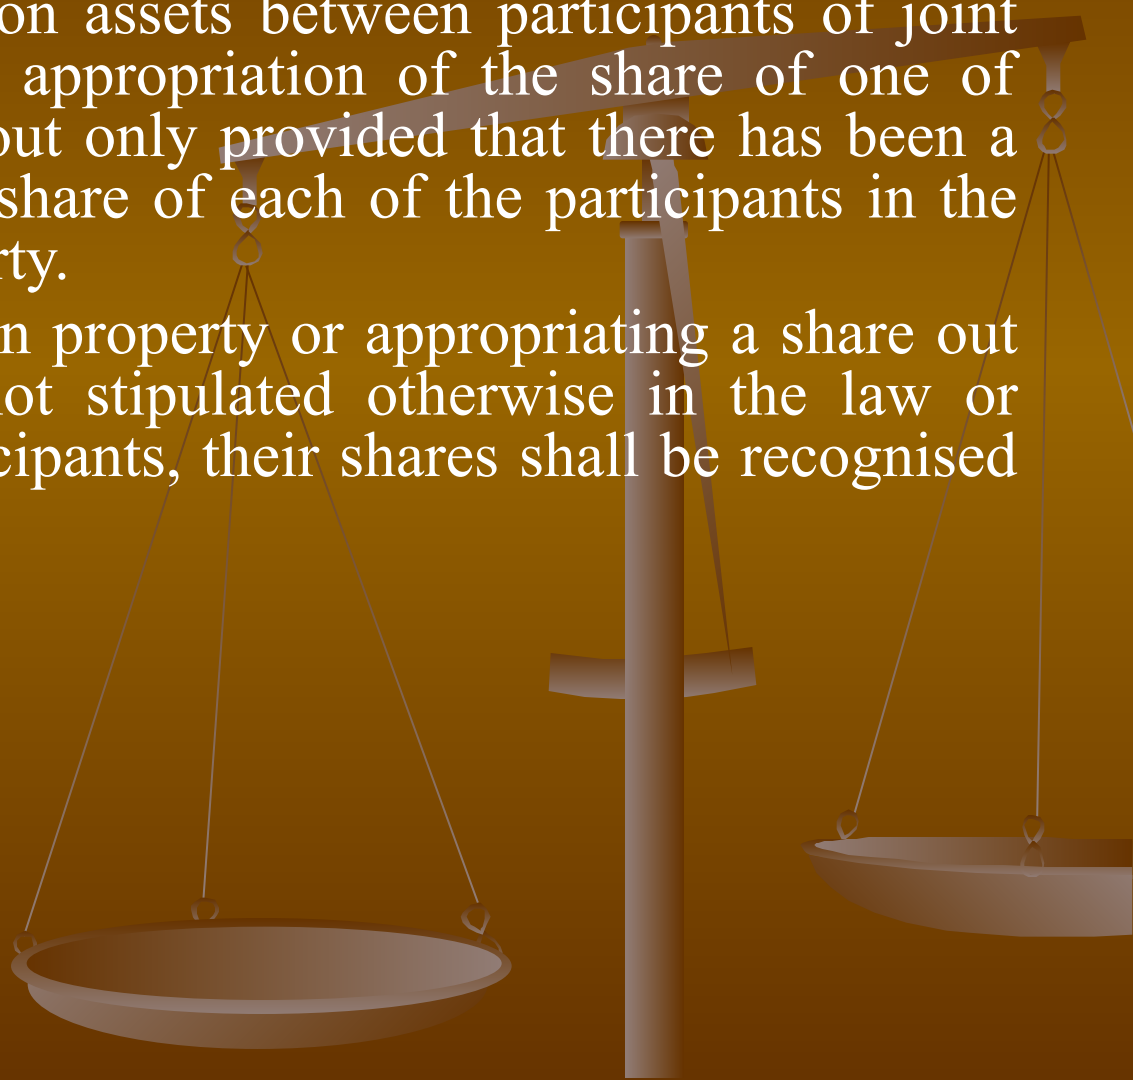 on assets between participants of joint
appropriation of the share of one of
out only provided that there has been a
share of each of the participants in the
rty.
n property or appropriating a share out
ot stipulated otherwise in the law or
cipants, their shares shall be recognised